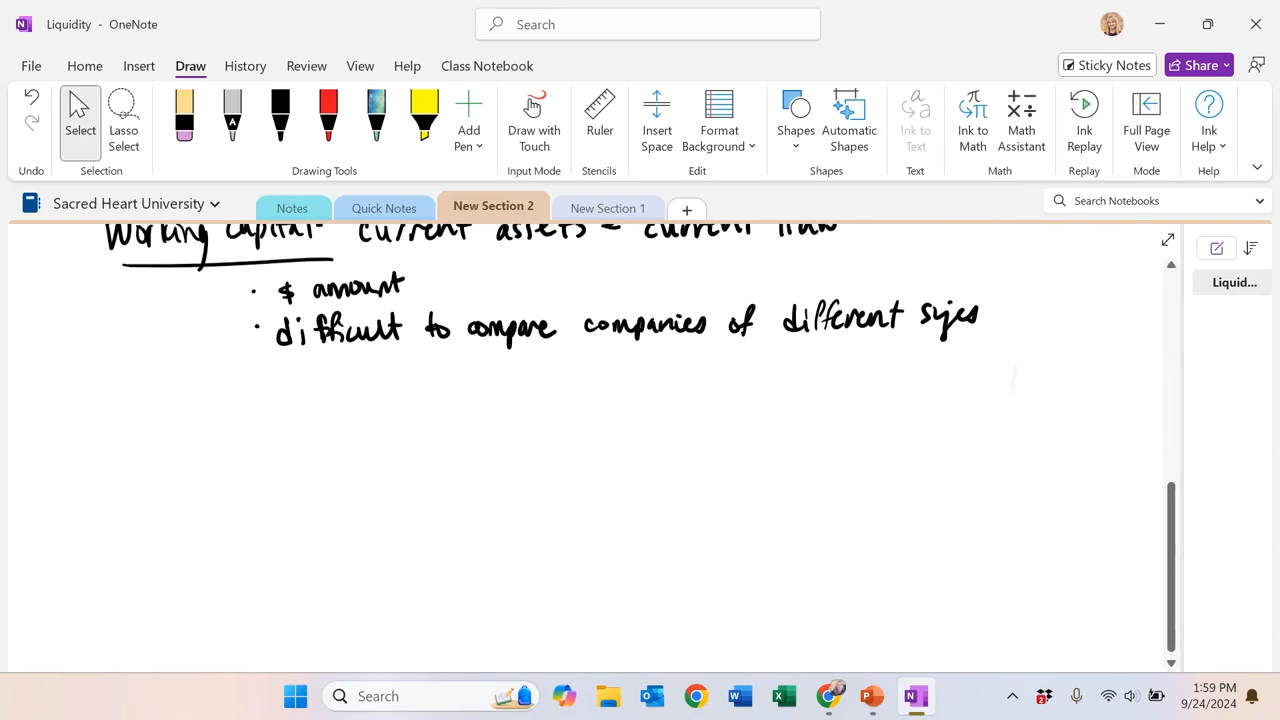 Liquidity - OneNote
Search
File Home Insert Draw History Review View Help Class Notebook
Sticky Notes Share
Select Lasso Select Add Pen Draw with Touch Ruler Insert Space Format Background Shapes Automatic Shapes Ink to Text Ink to Math Math Assistant Ink Replay Full Page View Ink Help
Undo Selection Drawing Tools Input Mode Stencils Edit Shapes Text Math Replay Mode Help
Sacred Heart University Notes Quick Notes New Section 2 New Section 1 + Search Notebooks
Working capital: current assets - current
Liquid...
· $ amount
· difficult to compare companies of different sizes
Search
1:59 PM
9/24/2024